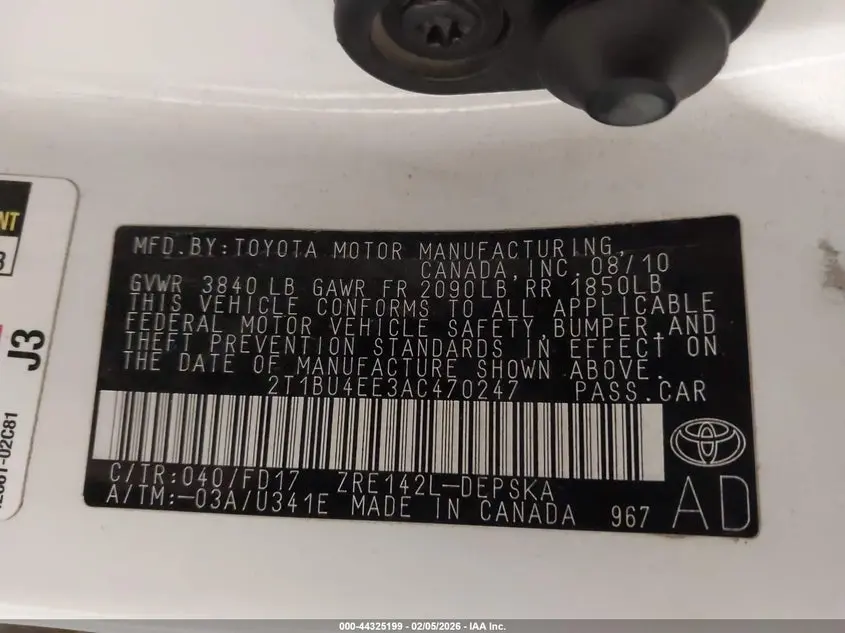 NT
3
J3
-02C81
MFD.BY:TOYOTA MOTOR MANUFACTURING,
CANADA,INC. 08/10
GVWR 3840 LB GAWR FR 2090LB RR 1850LB
THIS VEHICLE CONFORMS TO ALL APPLICABLE
FEDERAL MOTOR VEHICLE SAFETY,BUMPER,AND
THEFT PREVENTION STANDARDS IN EFFECT ON
THE DATE OF MANUFACTURE SHOWN ABOVE.
2T1BU4EE3AC470247 PASS.CAR
C/TR:040/FD17 ZRE142L-DEPSKA
A/TM:-03A/U341E MADE IN CANADA 967
AD
000-44325199 | 02/05/2026 – IAA Inc.